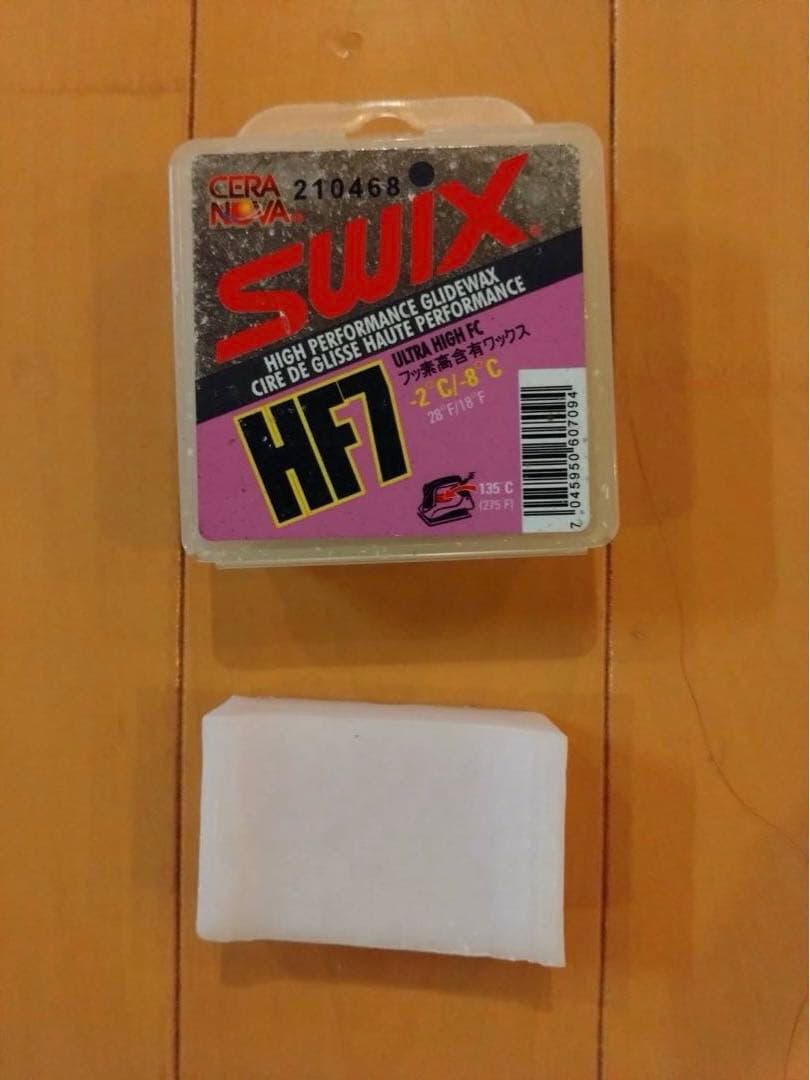 CERA NOVA
210468
SWIX
HIGH PERFORMANCE GLIDEWAX
CIRE DE GLISSE HAUTE PERFORMANCE
ULTRA HIGH FC
フッ素高含有ワックス
-2°C/-8°C
28°F/18°F
HF7
135°C
(275 F)
7 045950 607094